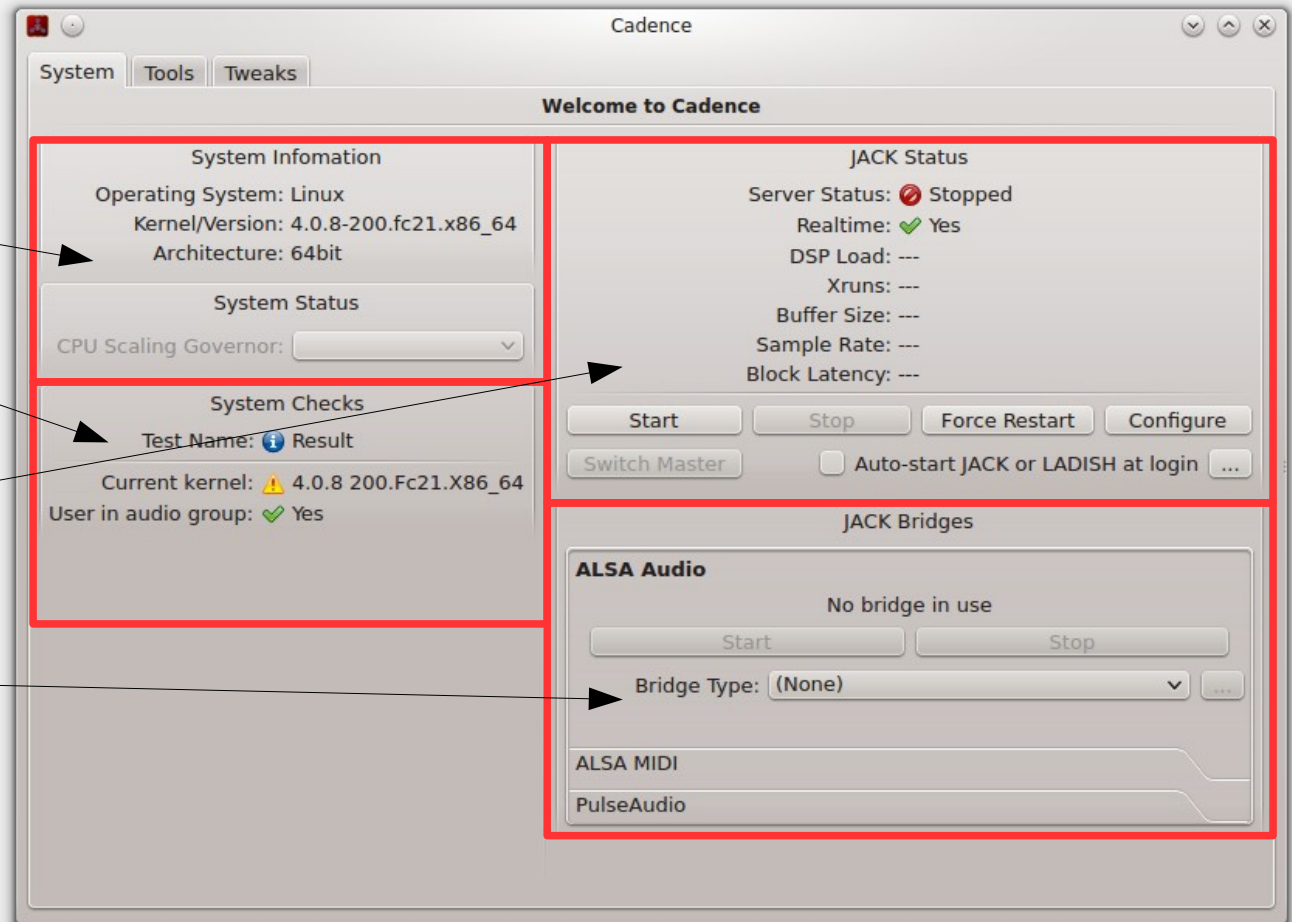 Cadence
System Tools Tweaks
Welcome to Cadence
System Infomation
Operating System: Linux
Kernel/Version: 4.0.8-200.fc21.x86_64
Architecture: 64bit
System Status
CPU Scaling Governor:
System Checks
Test Name: Result
Current kernel: 4.0.8 200.Fc21.X86_64
User in audio group: Yes
JACK Status
Server Status: Stopped
Realtime: Yes
DSP Load: ---
Xruns: ---
Buffer Size: ---
Sample Rate: ---
Block Latency: ---
Start Stop Force Restart Configure
Switch Master Auto-start JACK or LADISH at login ...
JACK Bridges
ALSA Audio
No bridge in use
Start Stop
Bridge Type: (None) ...
ALSA MIDI
PulseAudio